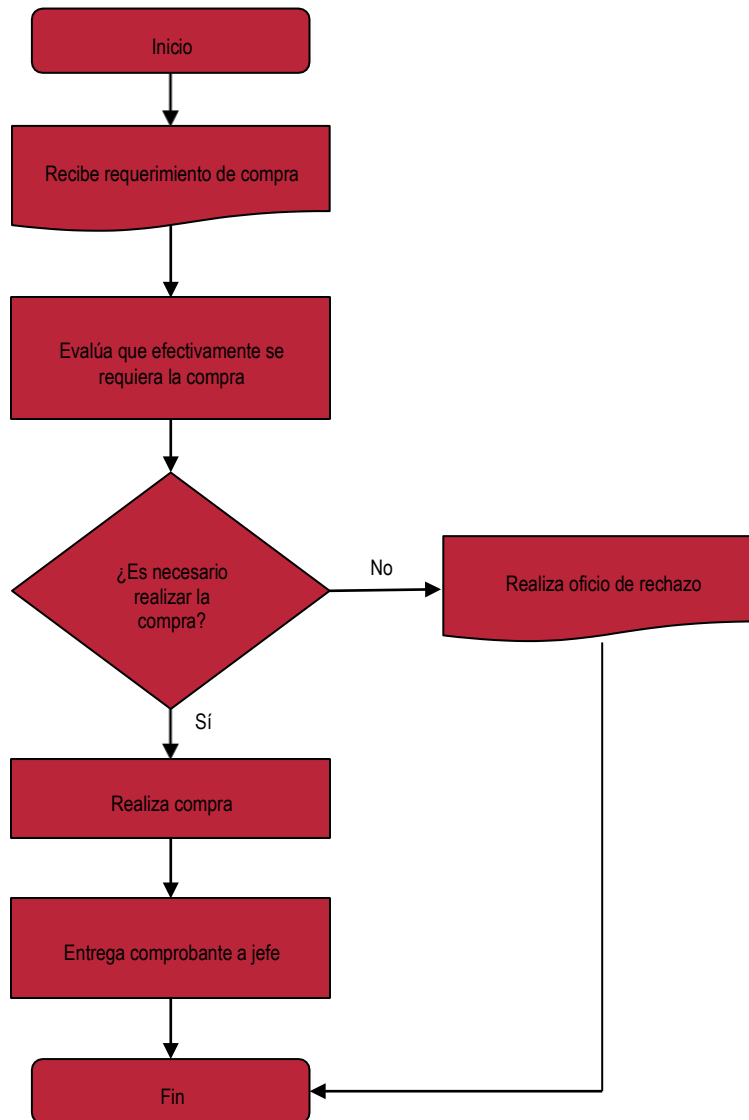 Inicio
Recibe requerimiento de compra
Evalúa que efectivamente se
requiera la compra
¿Es necesario
realizar la
compra?
No
Realiza oficio de rechazo
Sí
Realiza compra
Entrega comprobante a jefe
Fin